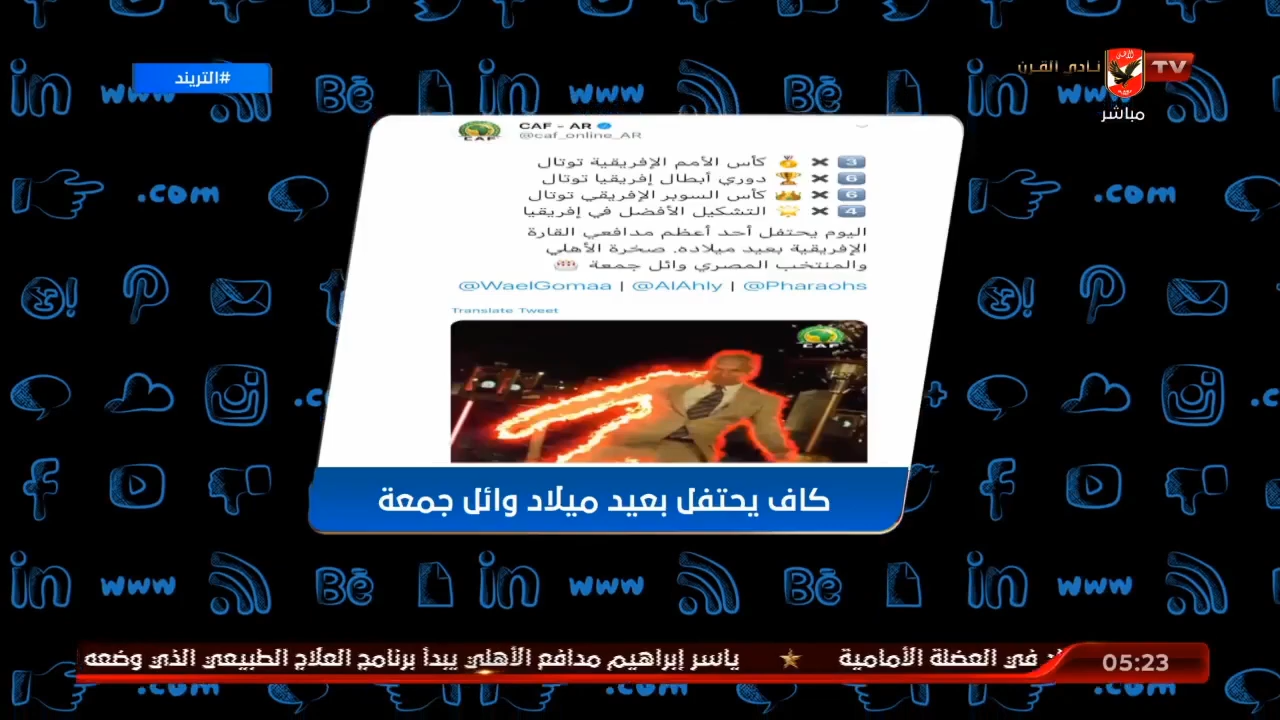 #التريند
نادي القرن
TV
مباشر
CAF - AR
@caf_online_AR
3️⃣ ✖️ 🥇 كأس الأمم الإفريقية توتال
6️⃣ ✖️ 🏆 دوري أبطال إفريقيا توتال
6️⃣ ✖️ 👑 كأس السوبر الإفريقي توتال
4️⃣ ✖️ 🌟 التشكيل الأفضل في إفريقيا
اليوم يحتفل أحد أعظم مدافعي القارة
الإفريقية بعيد ميلاده. صخرة الأهلي
والمنتخب المصري وائل جمعة 🎂
@WaelGomaa | @AlAhly | @Pharaohs
Translate Tweet
CAF
كاف يحتفل بعيد ميلاد وائل جمعة
في العضلة الأمامية ★ ياسر إبراهيم مدافع الأهلي يبدأ برنامج العلاج الطبيعي الذي وضعه
05:23